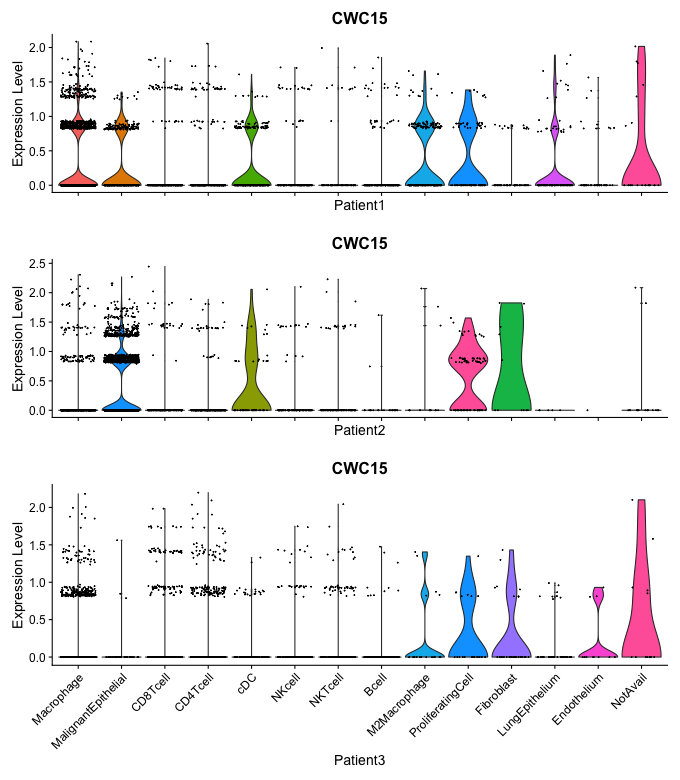 CWC15
2.0
1.5
1.0
0.5
0.0
Expression Level
Patient1
CWC15
2.5
2.0
1.5
1.0
0.5
0.0
Expression Level
Patient2
CWC15
2.0
1.5
1.0
0.5
0.0
Expression Level
Macrophage
MalignantEpithelial
CD8Tcell
CD4Tcell
cDC
NKcell
NKTcell
Bcell
M2Macrophage
ProliferatingCell
Fibroblast
LungEpithelium
Endothelium
NotAvail
Patient3